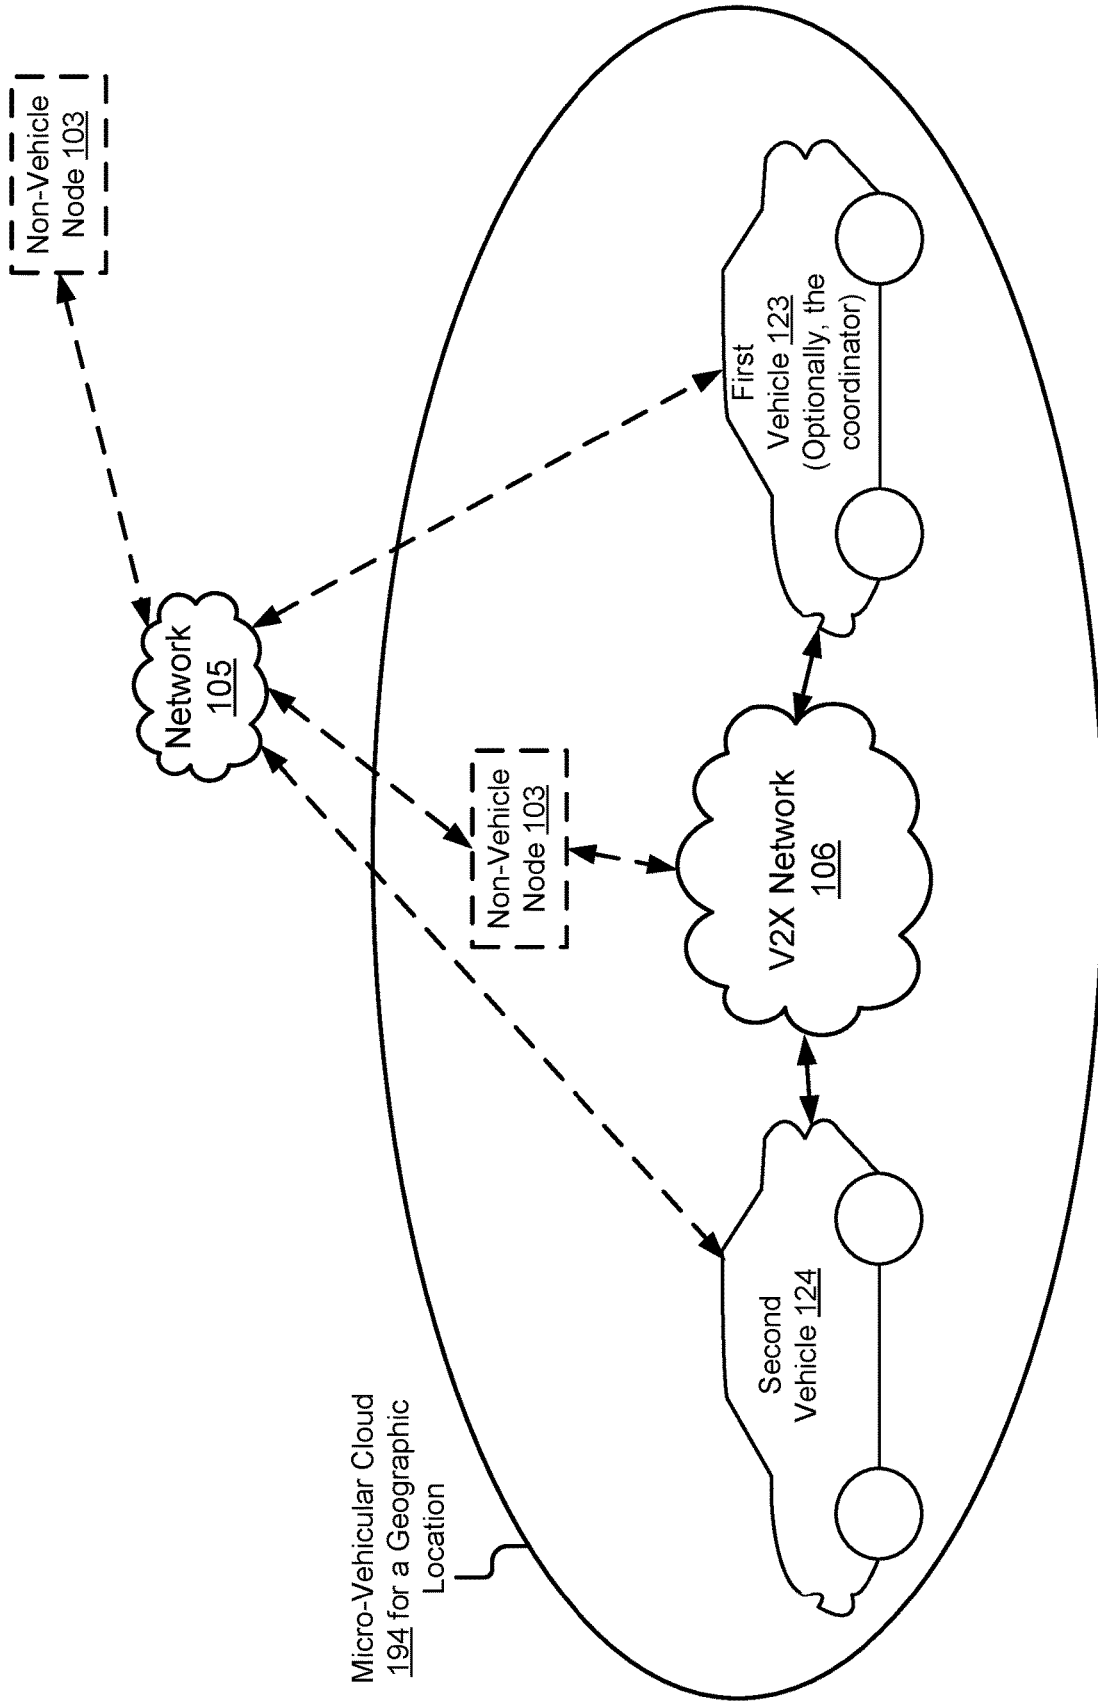 Non-Vehicle
Node 103
Network
105
Micro-Vehicular Cloud
194 for a Geographic
Location
Non-Vehicle
Node 103
Second
Vehicle 124
V2X Network
106
First
Vehicle 123
(Optionally, the
coordinator)